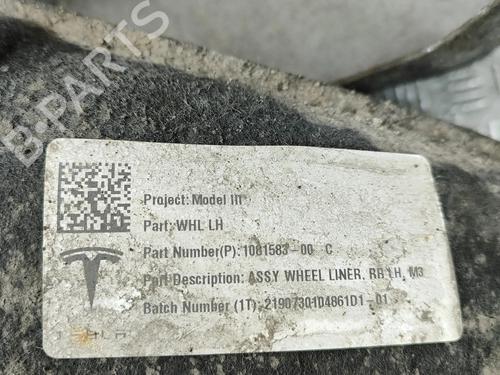 B-PARTS
Project: Model III
Part: WHL LH
Part Number(P): 1081583-00 C
Part Description: ASSY WHEEL LINER, RR LH, M3
Batch Number (1T): 2190730104861D1-01